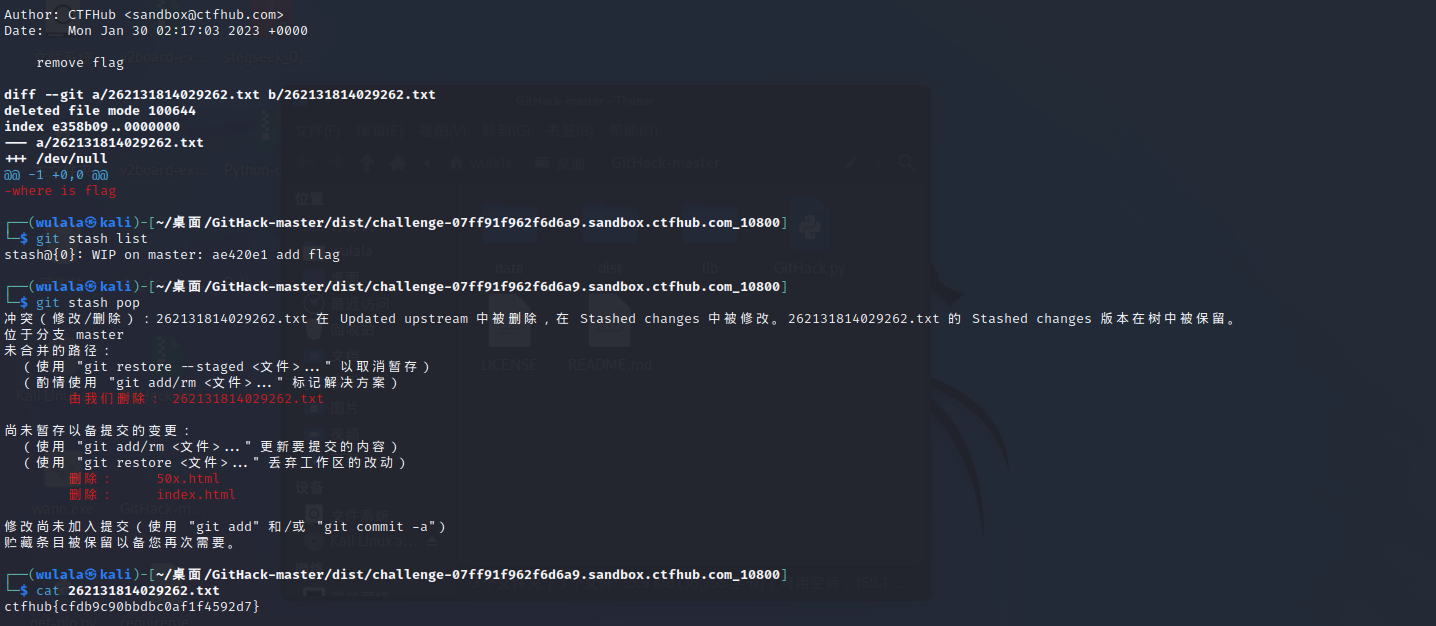 Author: CTFHub <sandbox@ctfhub.com>
Date:   Mon Jan 30 02:17:03 2023 +0000
    remove flag
diff --git a/262131814029262.txt b/262131814029262.txt
deleted file mode 100644
index e358b09..0000000
--- a/262131814029262.txt
+++ /dev/null
@@ -1 +0,0 @@
-where is flag
┌──(wulala㉿kali)-[~/桌面/GitHack-master/dist/challenge-07ff91f962f6d6a9.sandbox.ctfhub.com_10800]
└─$ git stash list
stash@{0}: WIP on master: ae420e1 add flag
┌──(wulala㉿kali)-[~/桌面/GitHack-master/dist/challenge-07ff91f962f6d6a9.sandbox.ctfhub.com_10800]
└─$ git stash pop
冲突（修改/删除）：262131814029262.txt 在 Updated upstream 中被删除，在 Stashed changes 中被修改。262131814029262.txt 的 Stashed changes 版本在树中被保留。
位于分支 master
未合并的路径：
  （使用 "git restore --staged <文件>..." 以取消暂存）
  （酌情使用 "git add/rm <文件>..." 标记解决方案）
        由我们删除： 262131814029262.txt
尚未暂存以备提交的变更：
  （使用 "git add/rm <文件>..." 更新要提交的内容）
  （使用 "git restore <文件>..." 丢弃工作区的改动）
        删除：     50x.html
        删除：     index.html
修改尚未加入提交（使用 "git add" 和/或 "git commit -a"）
贮藏条目被保留以备您再次需要。
┌──(wulala㉿kali)-[~/桌面/GitHack-master/dist/challenge-07ff91f962f6d6a9.sandbox.ctfhub.com_10800]
└─$ cat 262131814029262.txt
ctfhub{cfdb9c90bbdbc0af1f4592d7}